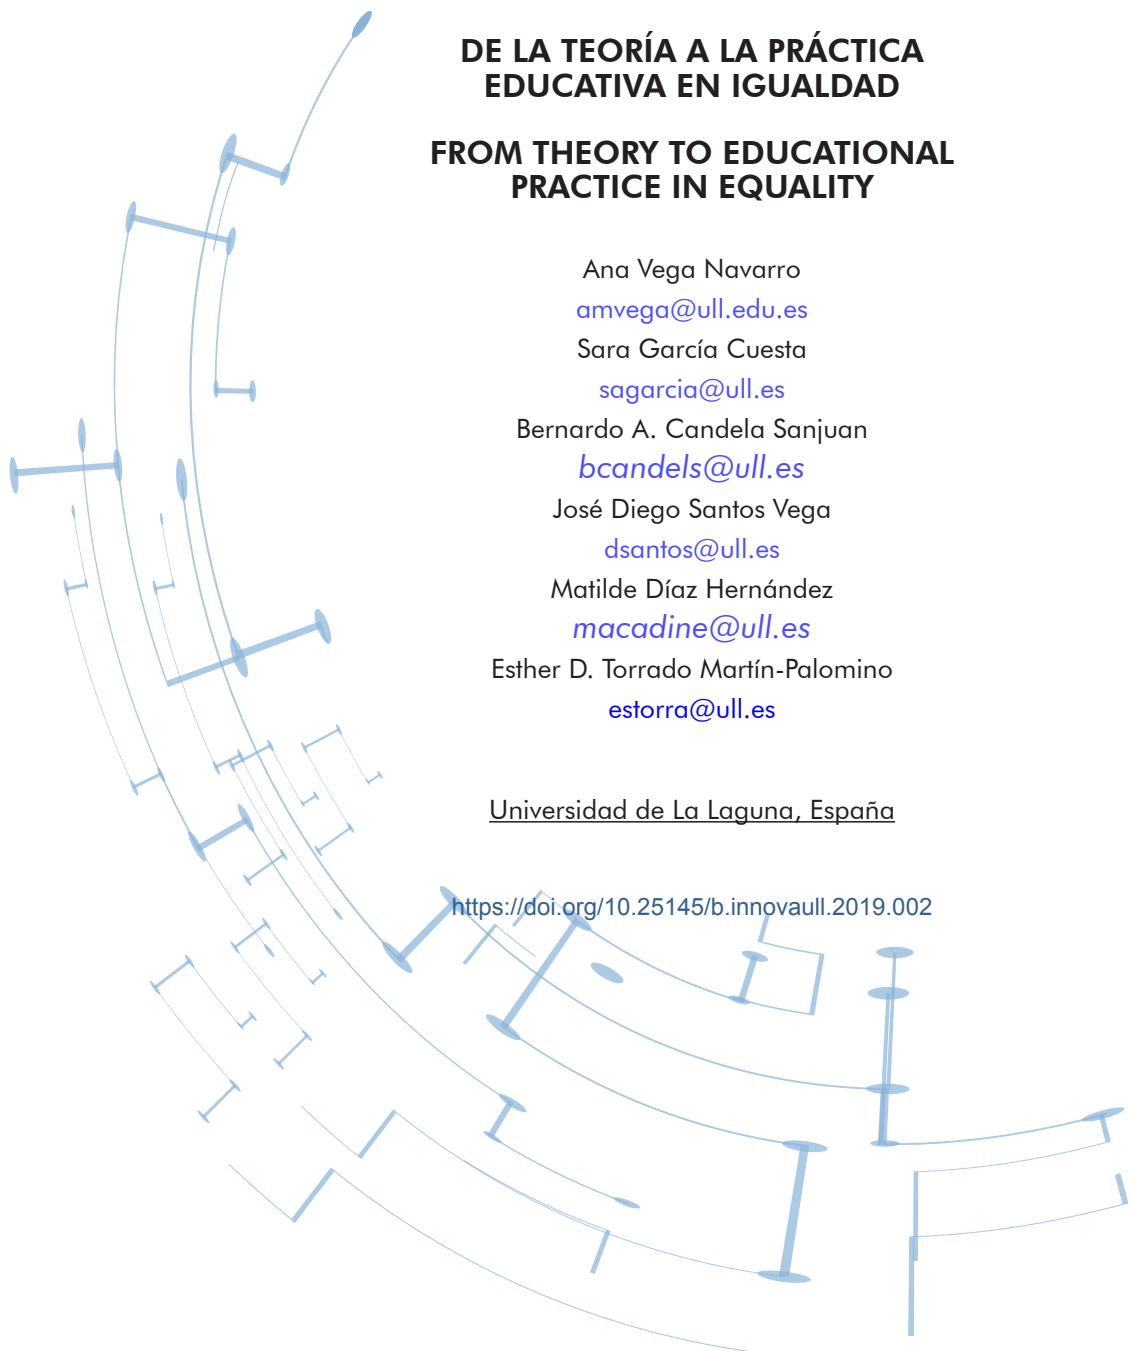 DE LA TEORÍA A LA PRÁCTICA
EDUCATIVA EN IGUALDAD
FROM THEORY TO EDUCATIONAL
PRACTICE IN EQUALITY
Ana Vega Navarro
amvega@ull.edu.es
Sara García Cuesta
sagarcia@ull.es
Bernardo A. Candela Sanjuan
bcandels@ull.es
José Diego Santos Vega
dsantos@ull.es
Matilde Díaz Hernández
macadine@ull.es
Esther D. Torrado Martín-Palomino
estorra@ull.es
Universidad de La Laguna, España
https://doi.org/10.25145/b.innovaull.2019.002